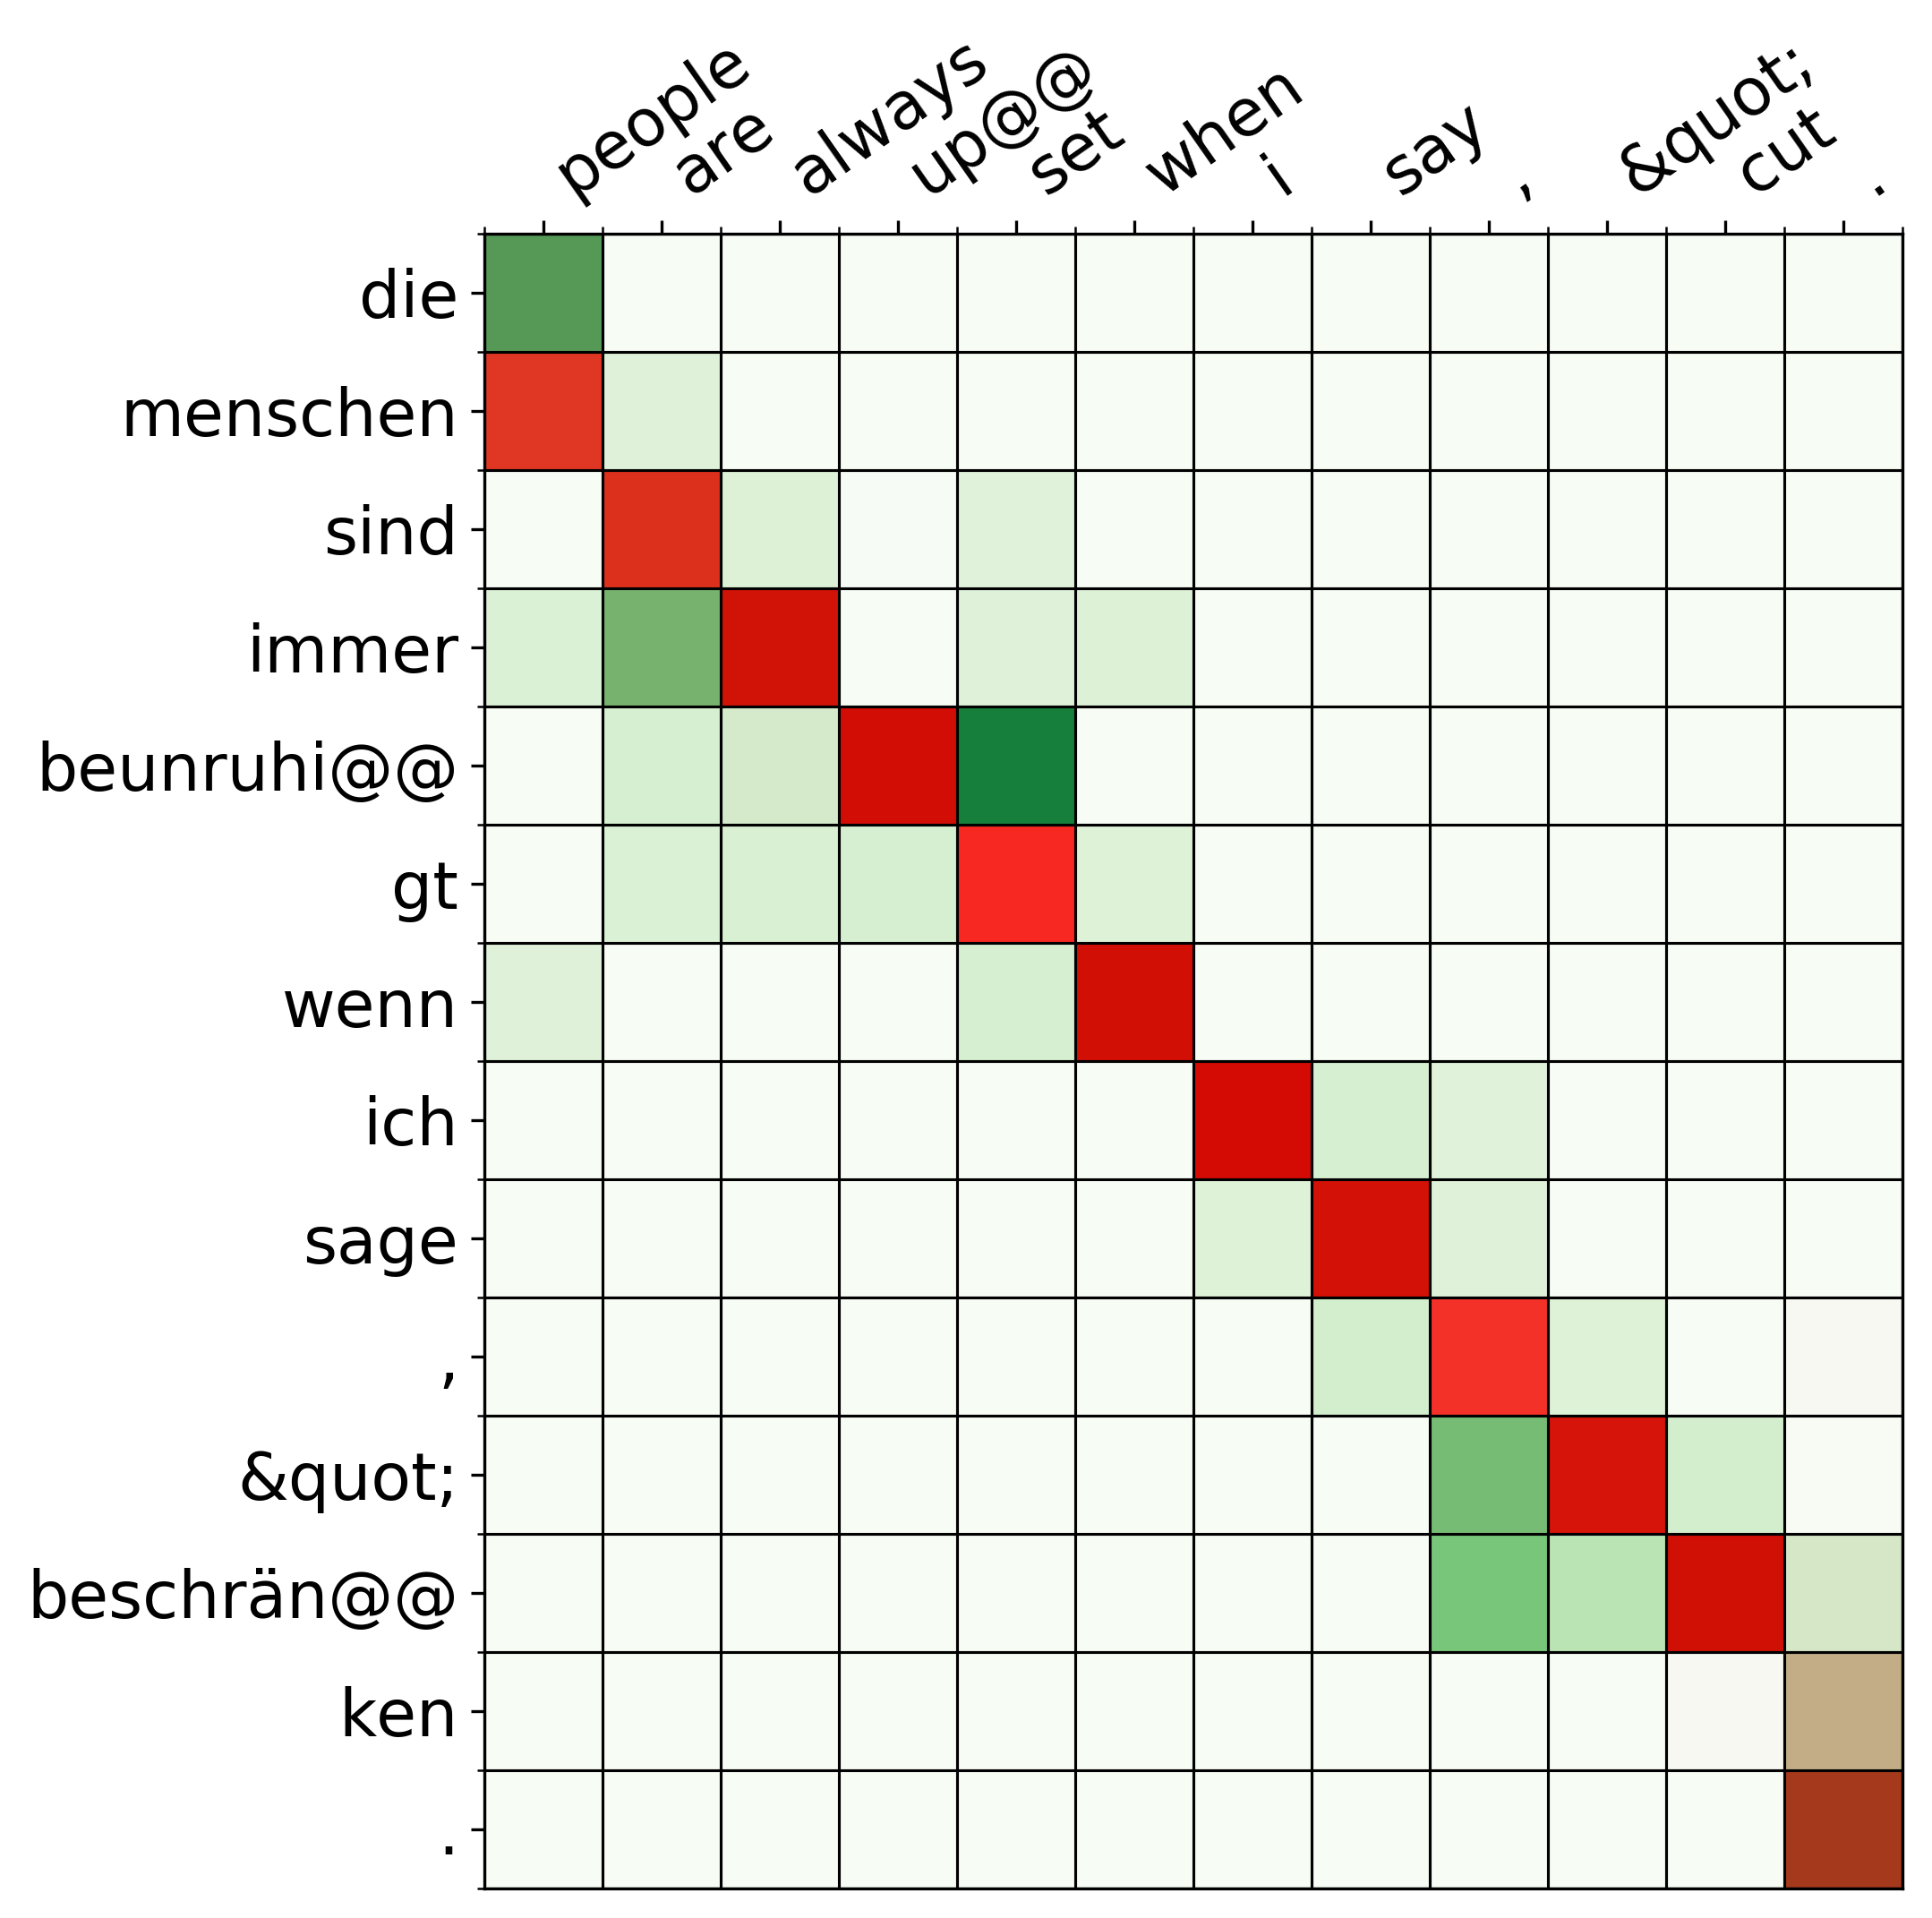 people are always up@@ set when i say , &quot; cut .
die
menschen
sind
immer
beunruhi@@
gt
wenn
ich
sage
,
&quot;
beschrän@@
ken
.